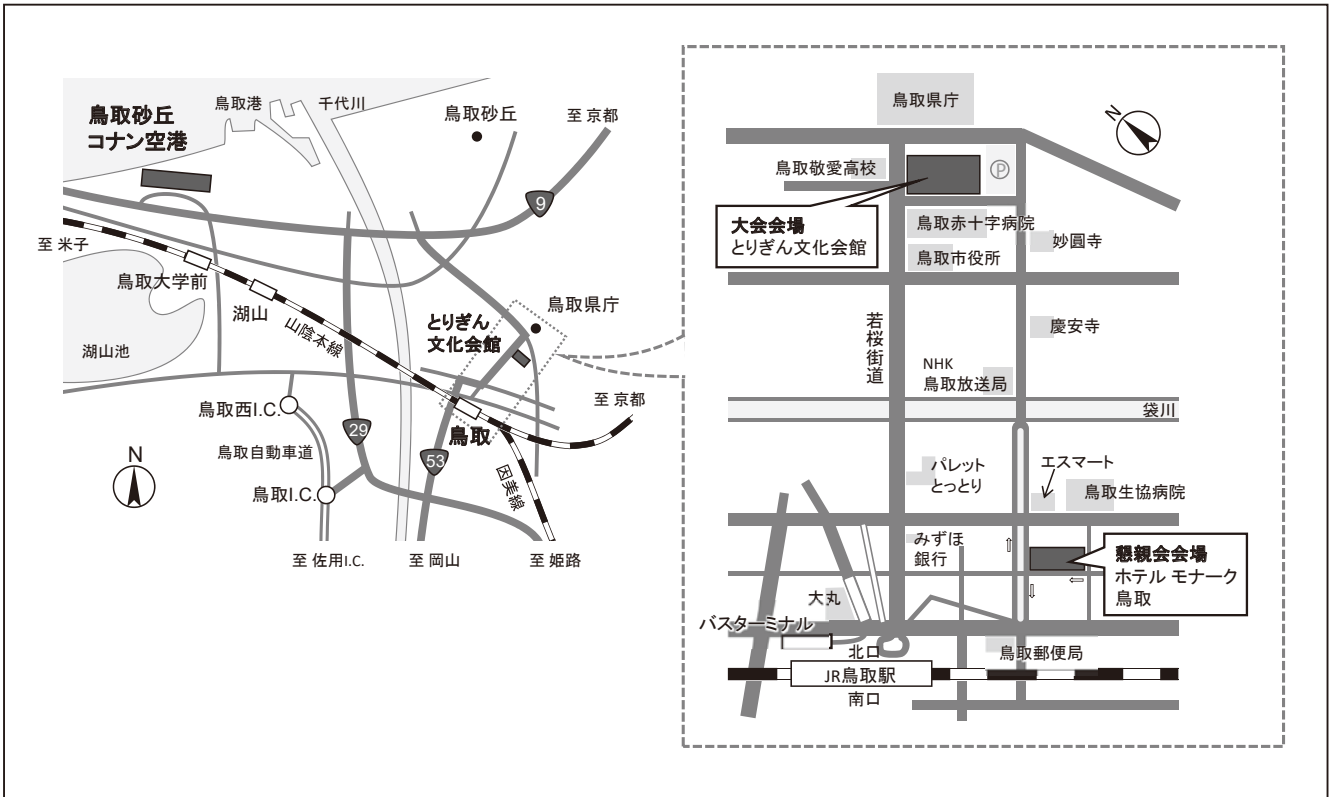 鳥取砂丘
コナン空港
鳥取港
千代川
鳥取砂丘
至 京都
9
至 米子
鳥取大学前
湖山
山陰本線
湖山池
とりぎん
文化会館
鳥取県庁
鳥取西I.C.
鳥取自動車道
鳥取I.C.
29
53
鳥取
至 京都
因美線
N
至 佐用I.C.
至 岡山
至 姫路
鳥取県庁
N
鳥取敬愛高校
P
大会会場
とりぎん文化会館
鳥取赤十字病院
鳥取市役所
妙圓寺
若桜街道
慶安寺
NHK
鳥取放送局
袋川
パレット
とっとり
エスマート
鳥取生協病院
みずほ
銀行
懇親会会場
ホテル モナーク
鳥取
大丸
バスターミナル
北口
JR鳥取駅
南口
鳥取郵便局